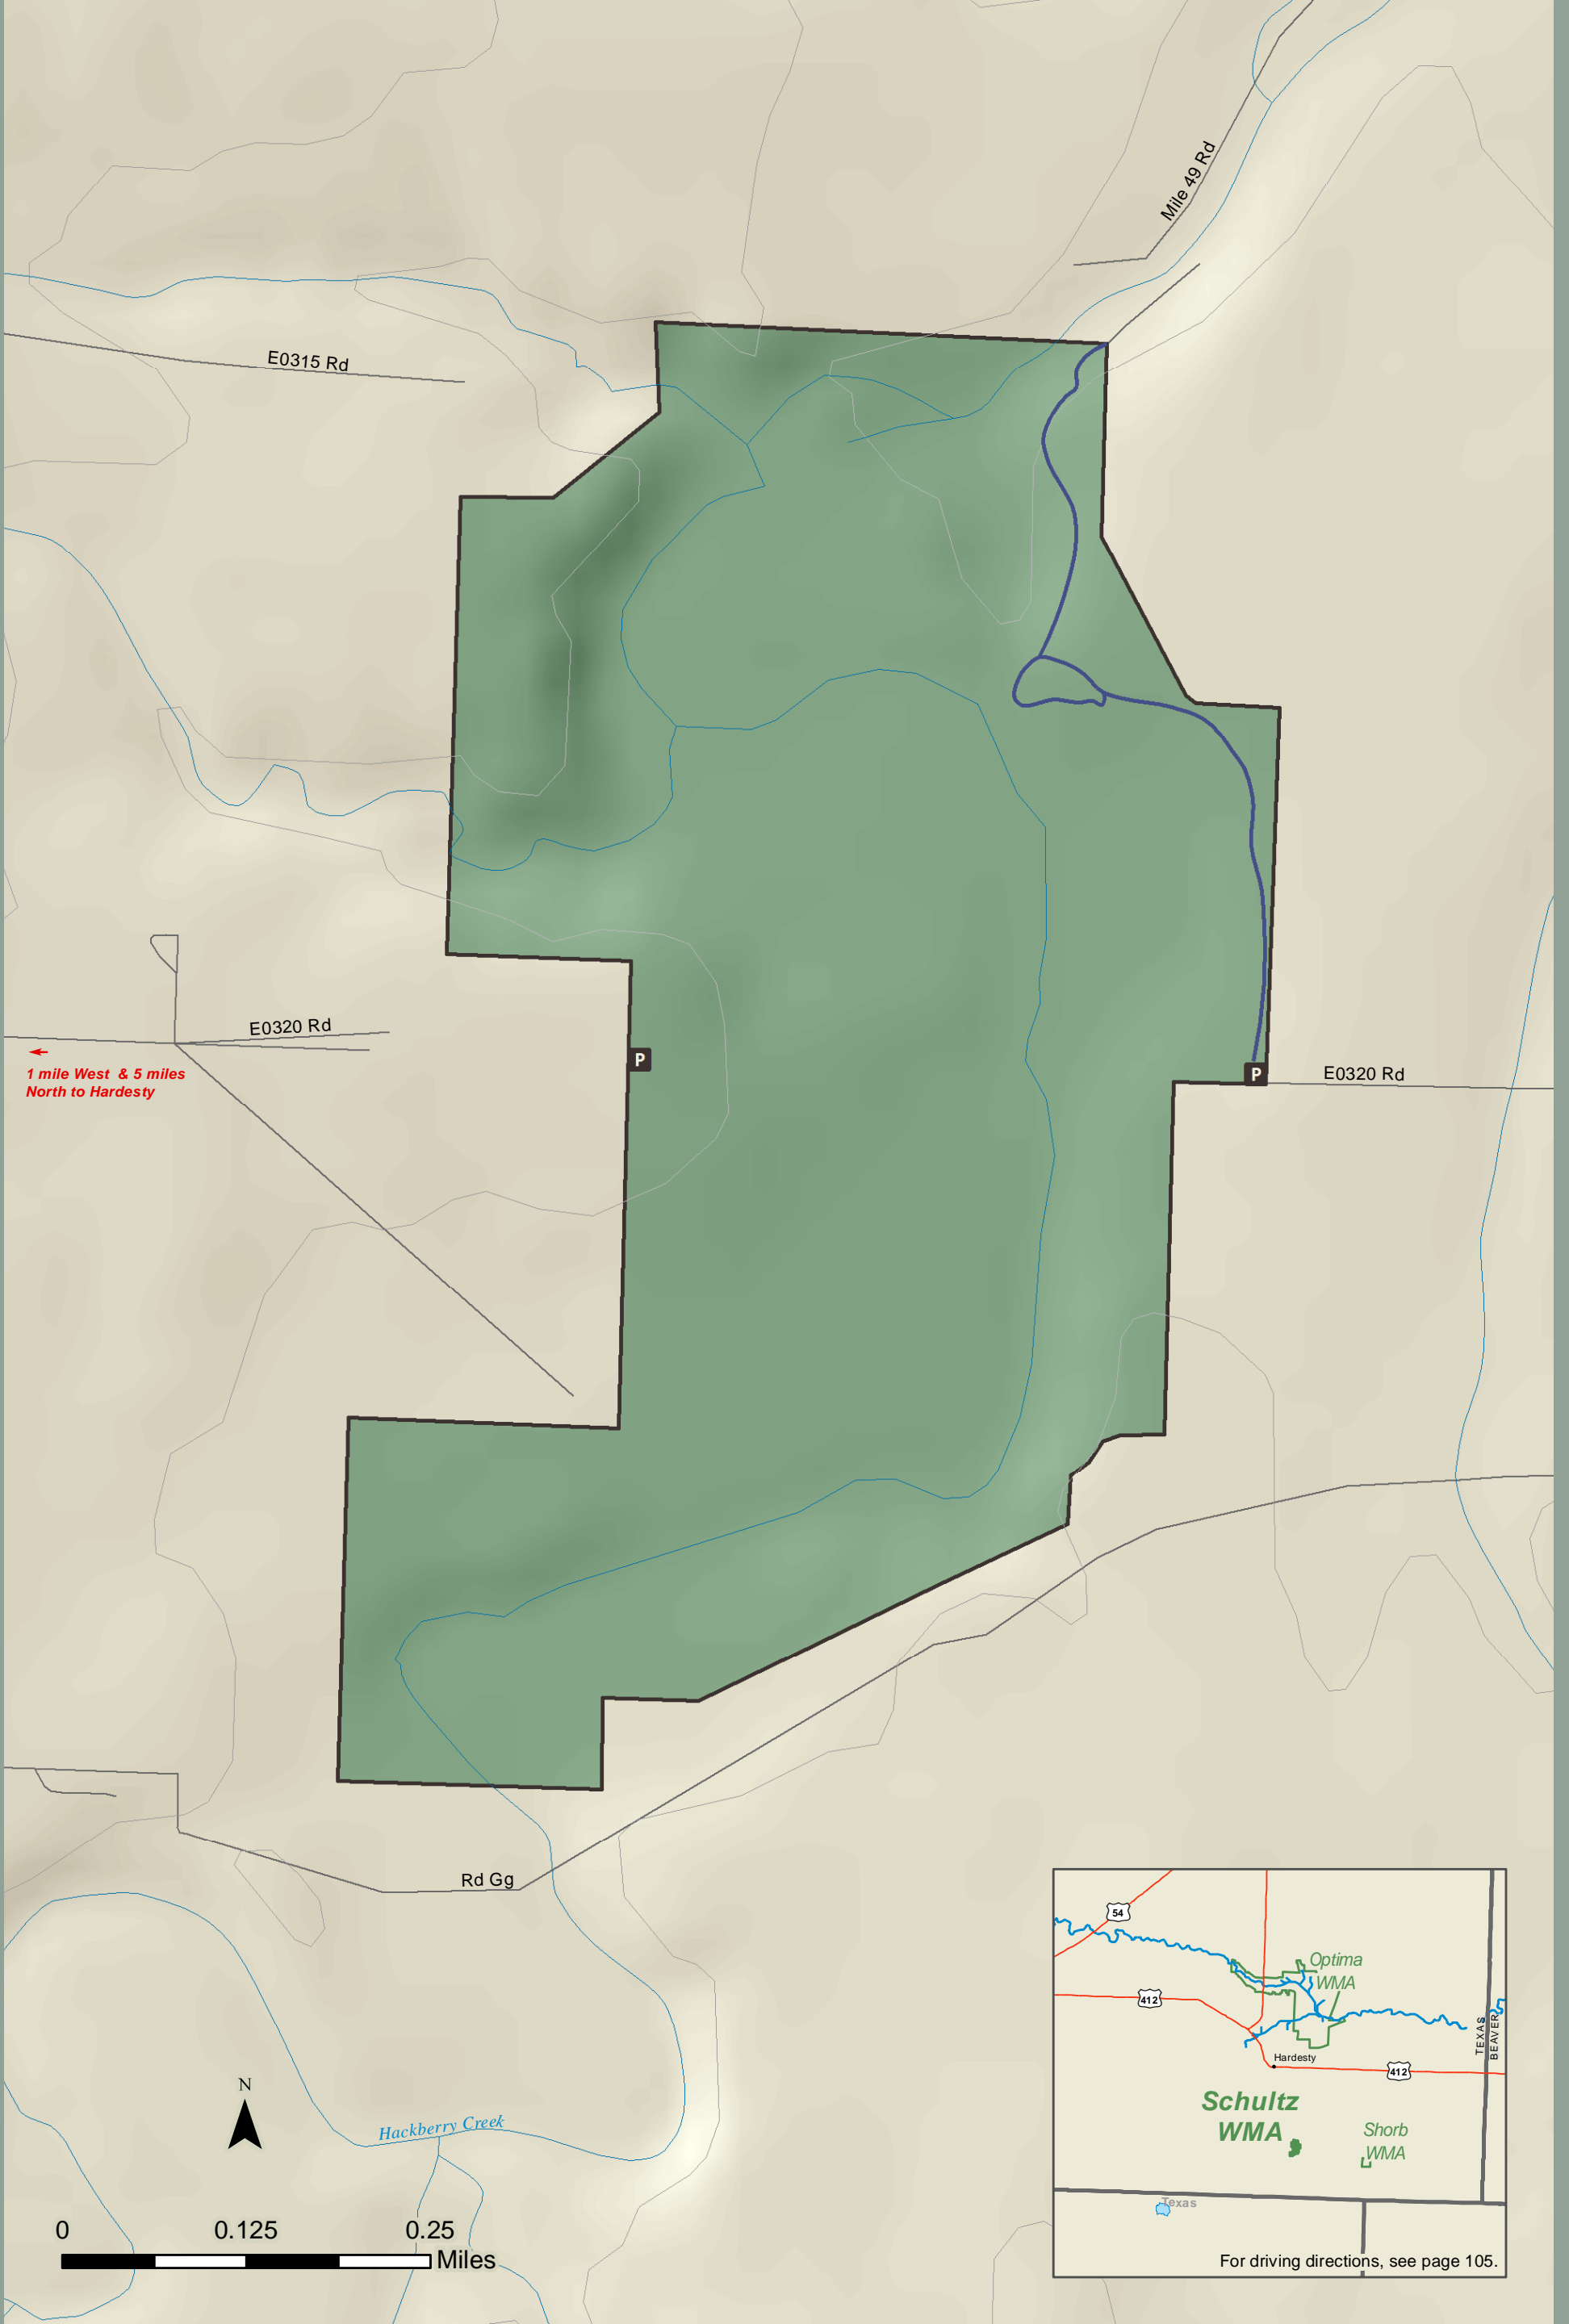 Mile 49 Rd
E0315 Rd
E0320 Rd
1 mile West & 5 miles
North to Hardesty
P
P
E0320 Rd
Rd Gg
N
Hackberry Creek
0 0.125 0.25
Miles
54
Optima
WMA
412
TEXAS
BEAVER
Hardesty
412
Schultz
WMA
Shorb
WMA
Texas
For driving directions, see page 105.